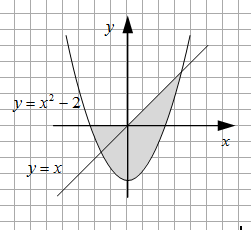 y
y = x² − 2
x
y = x